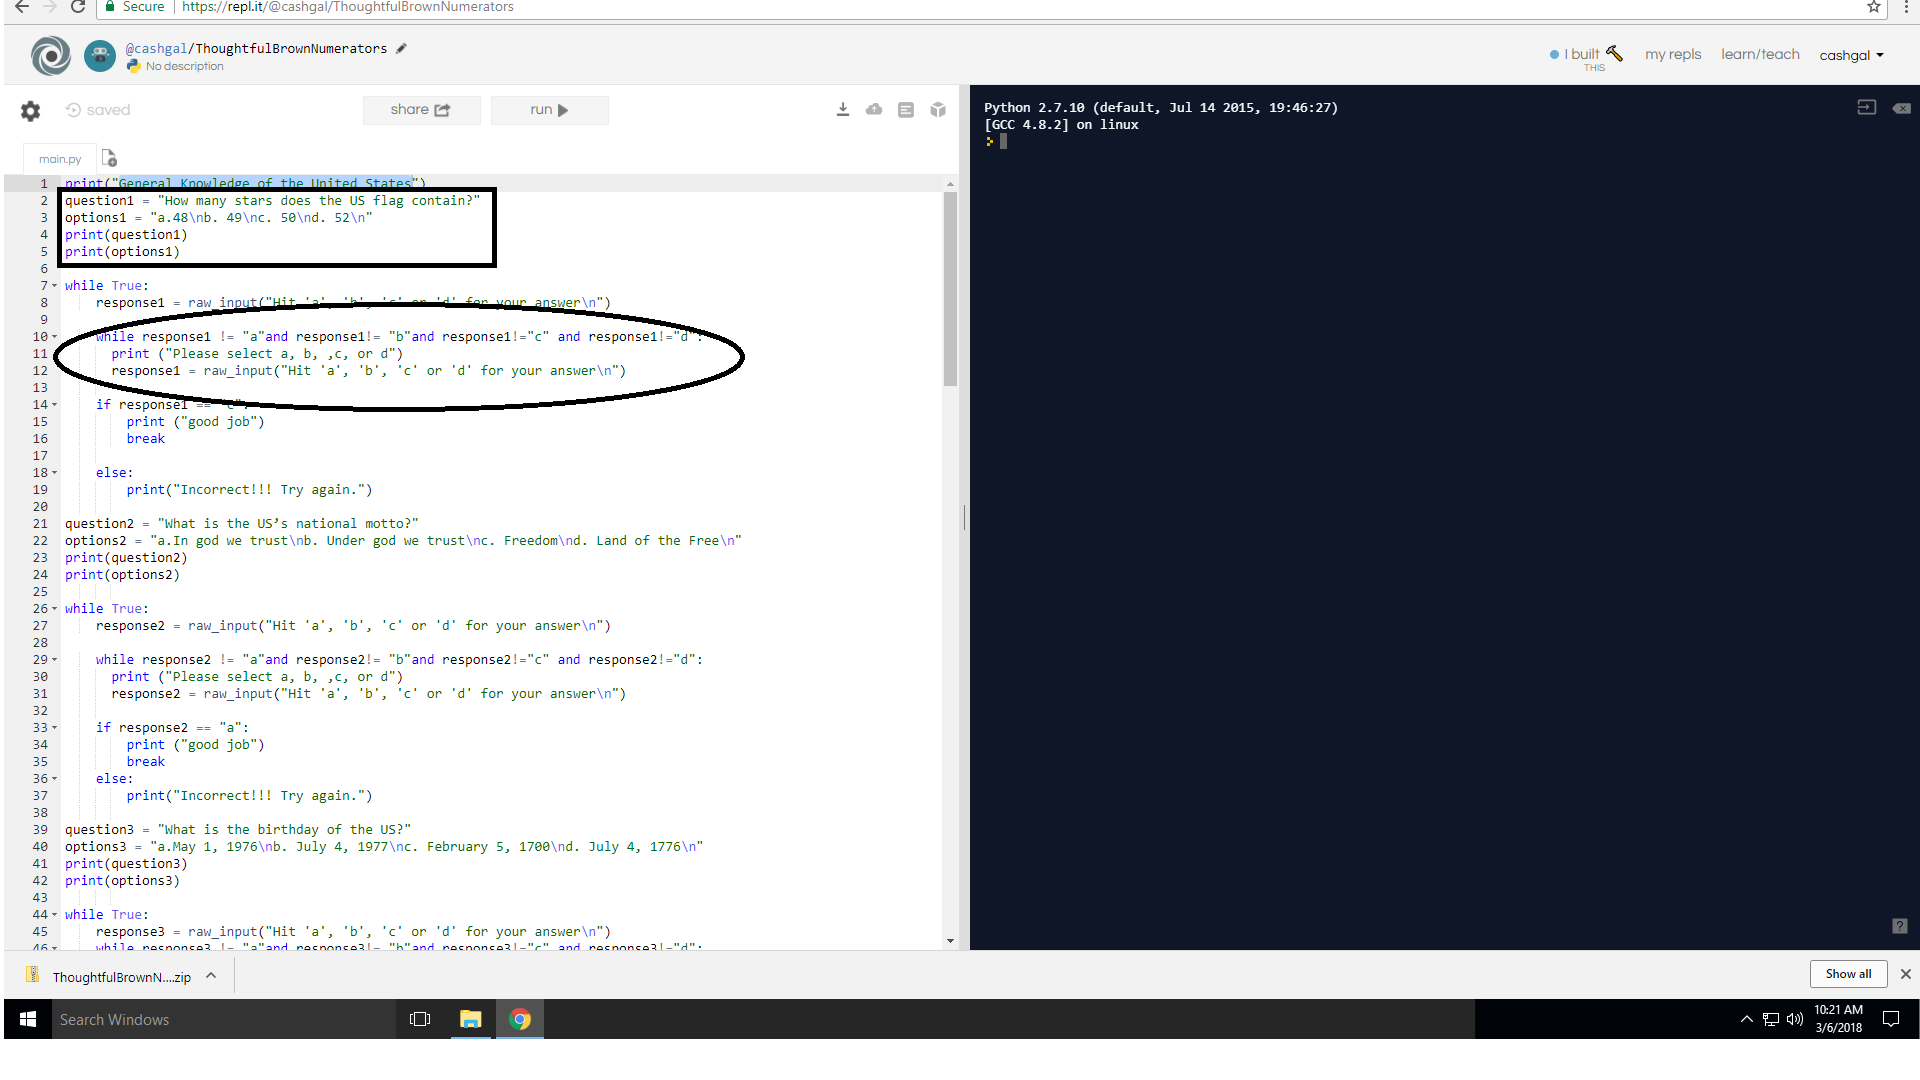 Secure https://repl.it/@cashgal/ThoughtfulBrownNumerators
@cashgal/ThoughtfulBrownNumerators
No description
I built
THIS
my repls
learn/teach
cashgal
saved
share
run
main.py
1 print("General Knowledge of the United States")
2 question1 = "How many stars does the US flag contain?"
3 options1 = "a.48\nb. 49\nc. 50\nd. 52\n"
4 print(question1)
5 print(options1)
6
7 while True:
8 response1 = raw_input("Hit 'a', 'b', 'c' or 'd' for your answer\n")
9
10 while response1 != "a"and response1!= "b"and response1!="c" and response1!="d":
11 print ("Please select a, b, ,c, or d")
12 response1 = raw_input("Hit 'a', 'b', 'c' or 'd' for your answer\n")
13
14 if response1 == "c":
15 print ("good job")
16 break
17
18 else:
19 print("Incorrect!!! Try again.")
20
21 question2 = "What is the US’s national motto?"
22 options2 = "a.In god we trust\nb. Under god we trust\nc. Freedom\nd. Land of the Free\n"
23 print(question2)
24 print(options2)
25
26 while True:
27 response2 = raw_input("Hit 'a', 'b', 'c' or 'd' for your answer\n")
28
29 while response2 != "a"and response2!= "b"and response2!="c" and response2!="d":
30 print ("Please select a, b, ,c, or d")
31 response2 = raw_input("Hit 'a', 'b', 'c' or 'd' for your answer\n")
32
33 if response2 == "a":
34 print ("good job")
35 break
36 else:
37 print("Incorrect!!! Try again.")
38
39 question3 = "What is the birthday of the US?"
40 options3 = "a.May 1, 1976\nb. July 4, 1977\nc. February 5, 1700\nd. July 4, 1776\n"
41 print(question3)
42 print(options3)
43
44 while True:
45 response3 = raw_input("Hit 'a', 'b', 'c' or 'd' for your answer\n")
46 while response3 != "a"and response3!= "b"and response3!="c" and response3!="d":
Python 2.7.10 (default, Jul 14 2015, 19:46:27)
[GCC 4.8.2] on linux
?
ThoughtfulBrownN....zip
Show all
Search Windows
10:21 AM
3/6/2018